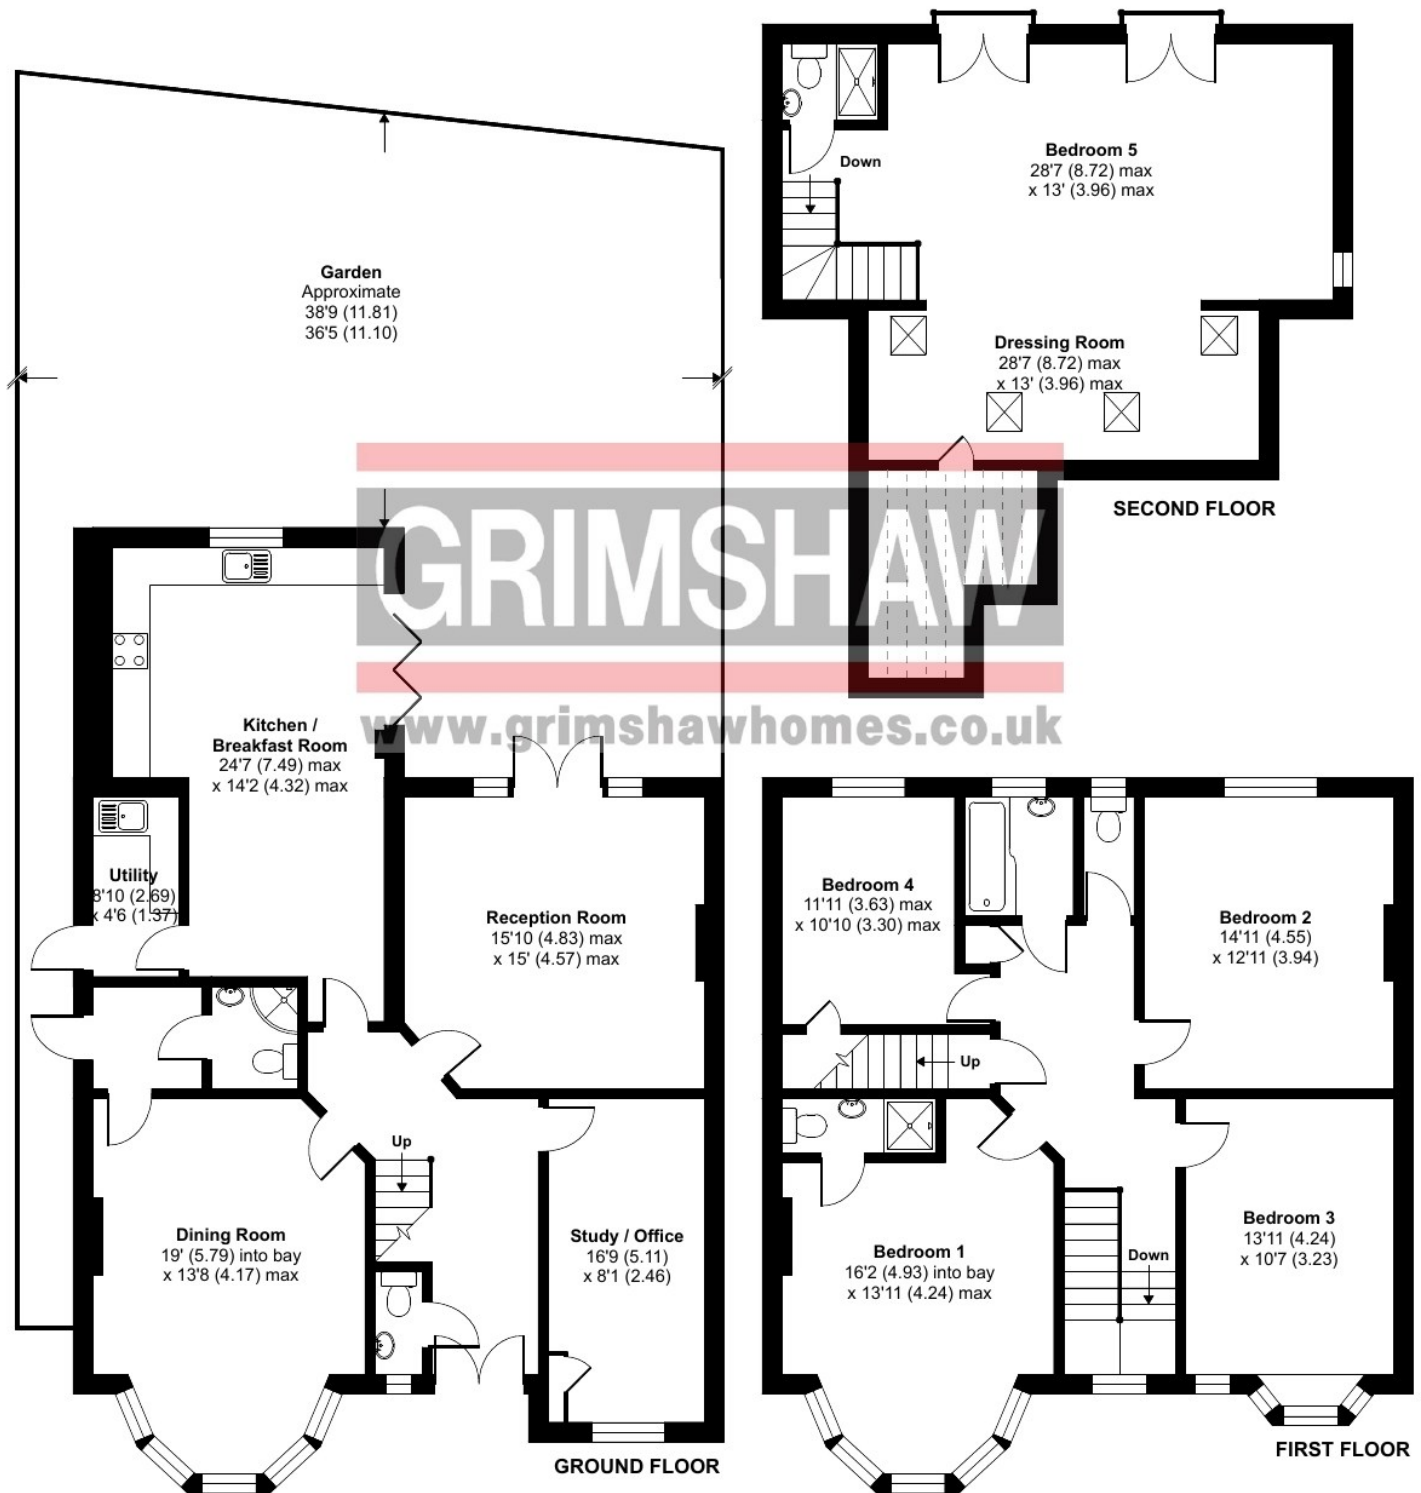 Garden
Approximate
38'9 (11.81)
36'5 (11.10)
Down
Bedroom 5
28'7 (8.72) max
x 13' (3.96) max
Dressing Room
28'7 (8.72) max
x 13' (3.96) max
SECOND FLOOR
GRIMSHAW
www.grimshawhomes.co.uk
Kitchen /
Breakfast Room
24'7 (7.49) max
x 14'2 (4.32) max
Utility
8'10 (2.69)
x 4'6 (1.37)
Reception Room
15'10 (4.83) max
x 15' (4.57) max
Up
Dining Room
19' (5.79) into bay
x 13'8 (4.17) max
Study / Office
16'9 (5.11)
x 8'1 (2.46)
GROUND FLOOR
Bedroom 4
11'11 (3.63) max
x 10'10 (3.30) max
Bedroom 2
14'11 (4.55)
x 12'11 (3.94)
Up
Bedroom 1
16'2 (4.93) into bay
x 13'11 (4.24) max
Down
Bedroom 3
13'11 (4.24)
x 10'7 (3.23)
FIRST FLOOR